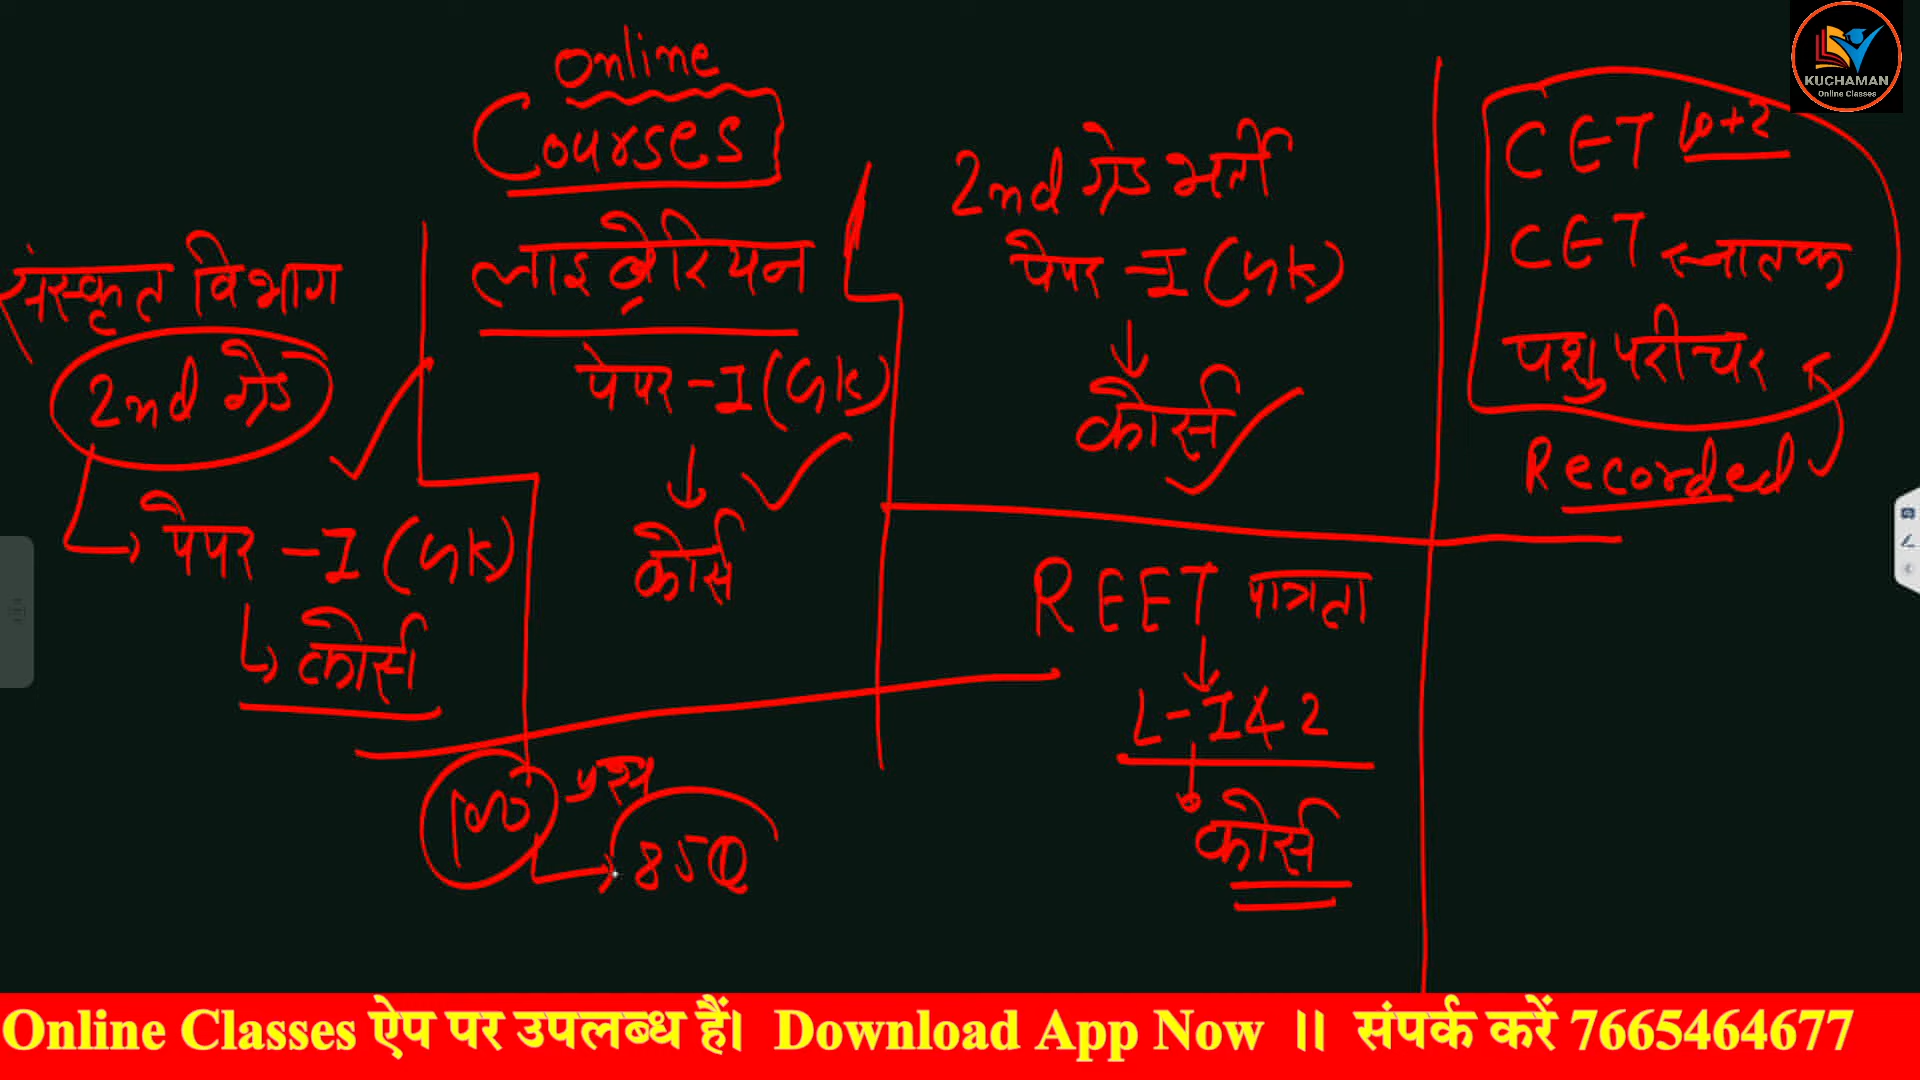 Online
Courses
संस्कृत विभाग
2nd ग्रेड
पेपर - I (GK)
कोर्स
लाइब्रेरियन
पेपर - I (GK)
कोर्स
2nd ग्रेड भर्ती
पेपर - I (GK)
कोर्स
CET 10+2
CET स्नातक
पशु परीचर
Recorded
REET पात्रता
L - I & 2
कोर्स
100 प्रश्न
85Q
KUCHAMAN
Online Classes
Online Classes ऐप पर उपलब्ध हैं। Download App Now ।। संपर्क करें 7665464677